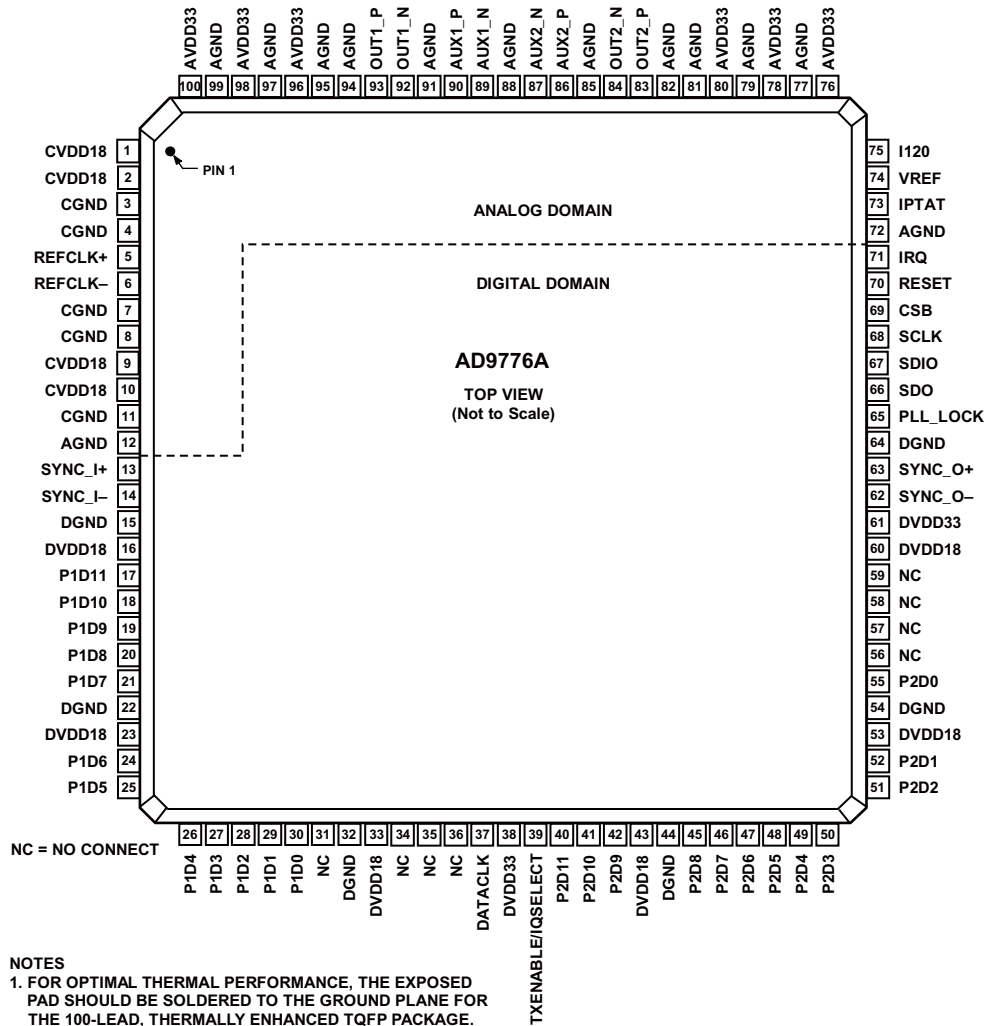 AVDD33
AGND
AVDD33
AGND
AVDD33
AGND
AGND
OUT1_P
OUT1_N
AGND
AUX1_P
AUX1_N
AGND
AUX2_N
AUX2_P
AGND
OUT2_N
OUT2_P
AGND
AGND
AVDD33
AGND
AVDD33
AGND
AVDD33
100 99 98 97 96 95 94 93 92 91 90 89 88 87 86 85 84 83 82 81 80 79 78 77 76
CVDD18 1
CVDD18 2
CGND 3
CGND 4
REFCLK+ 5
REFCLK– 6
CGND 7
CGND 8
CVDD18 9
CVDD18 10
CGND 11
AGND 12
SYNC_I+ 13
SYNC_I– 14
DGND 15
DVDD18 16
P1D11 17
P1D10 18
P1D9 19
P1D8 20
P1D7 21
DGND 22
DVDD18 23
P1D6 24
P1D5 25
PIN 1
ANALOG DOMAIN
DIGITAL DOMAIN
AD9776A
TOP VIEW
(Not to Scale)
75 I120
74 VREF
73 IPTAT
72 AGND
71 IRQ
70 RESET
69 CSB
68 SCLK
67 SDIO
66 SDO
65 PLL_LOCK
64 DGND
63 SYNC_O+
62 SYNC_O–
61 DVDD33
60 DVDD18
59 NC
58 NC
57 NC
56 NC
55 P2D0
54 DGND
53 DVDD18
52 P2D1
51 P2D2
26 27 28 29 30 31 32 33 34 35 36 37 38 39 40 41 42 43 44 45 46 47 48 49 50
P1D4
P1D3
P1D2
P1D1
P1D0
NC
DGND
DVDD18
NC
NC
NC
DATACLK
DVDD33
TXENABLE/IQSELECT
P2D11
P2D10
P2D9
DVDD18
DGND
P2D8
P2D7
P2D6
P2D5
P2D4
P2D3
NC = NO CONNECT
NOTES
1. FOR OPTIMAL THERMAL PERFORMANCE, THE EXPOSED
PAD SHOULD BE SOLDERED TO THE GROUND PLANE FOR
THE 100-LEAD, THERMALLY ENHANCED TQFP PACKAGE.